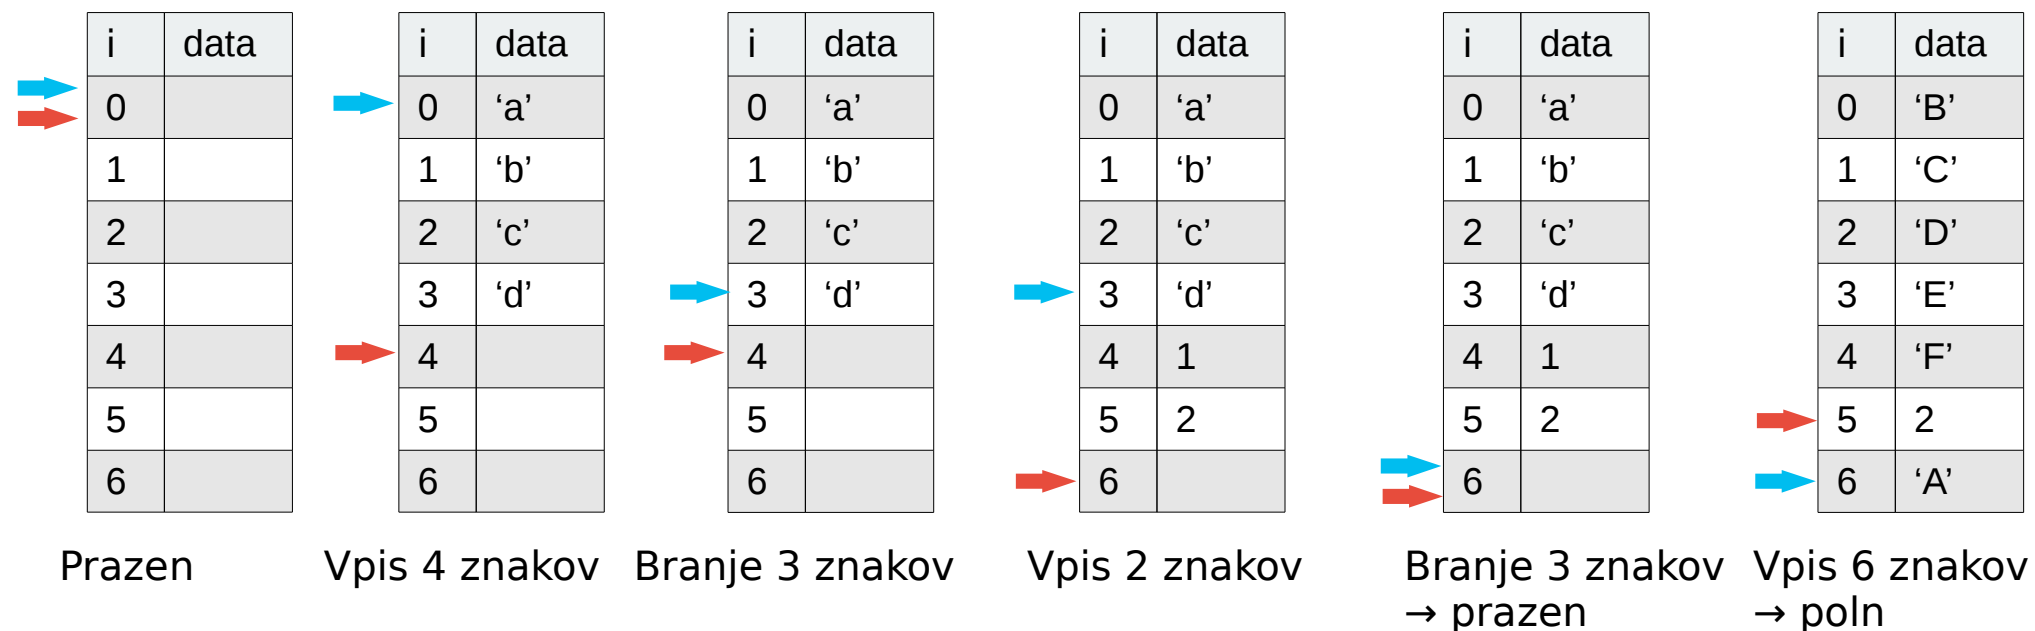 i data
0
1
2
3
4
5
6
Prazen
i data
0 ‘a’
1 ‘b’
2 ‘c’
3 ‘d’
4
5
6
Vpis 4 znakov
i data
0 ‘a’
1 ‘b’
2 ‘c’
3 ‘d’
4
5
6
Branje 3 znakov
i data
0 ‘a’
1 ‘b’
2 ‘c’
3 ‘d’
4 1
5 2
6
Vpis 2 znakov
i data
0 ‘a’
1 ‘b’
2 ‘c’
3 ‘d’
4 1
5 2
6
Branje 3 znakov
→ prazen
i data
0 ‘B’
1 ‘C’
2 ‘D’
3 ‘E’
4 ‘F’
5 2
6 ‘A’
Vpis 6 znakov
→ poln